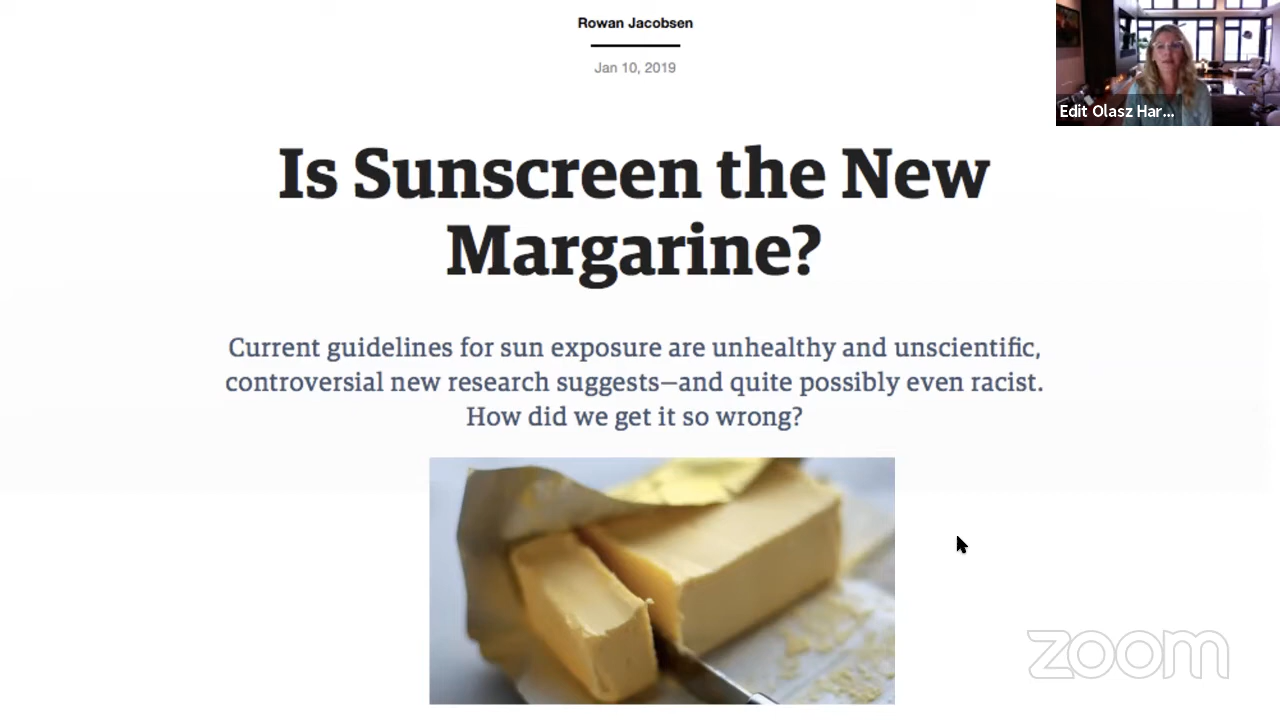 Rowan Jacobsen
Jan 10, 2019
Edit Olasz Har...
Is Sunscreen the New
Margarine?
Current guidelines for sun exposure are unhealthy and unscientific,
controversial new research suggests—and quite possibly even racist.
How did we get it so wrong?
zoom